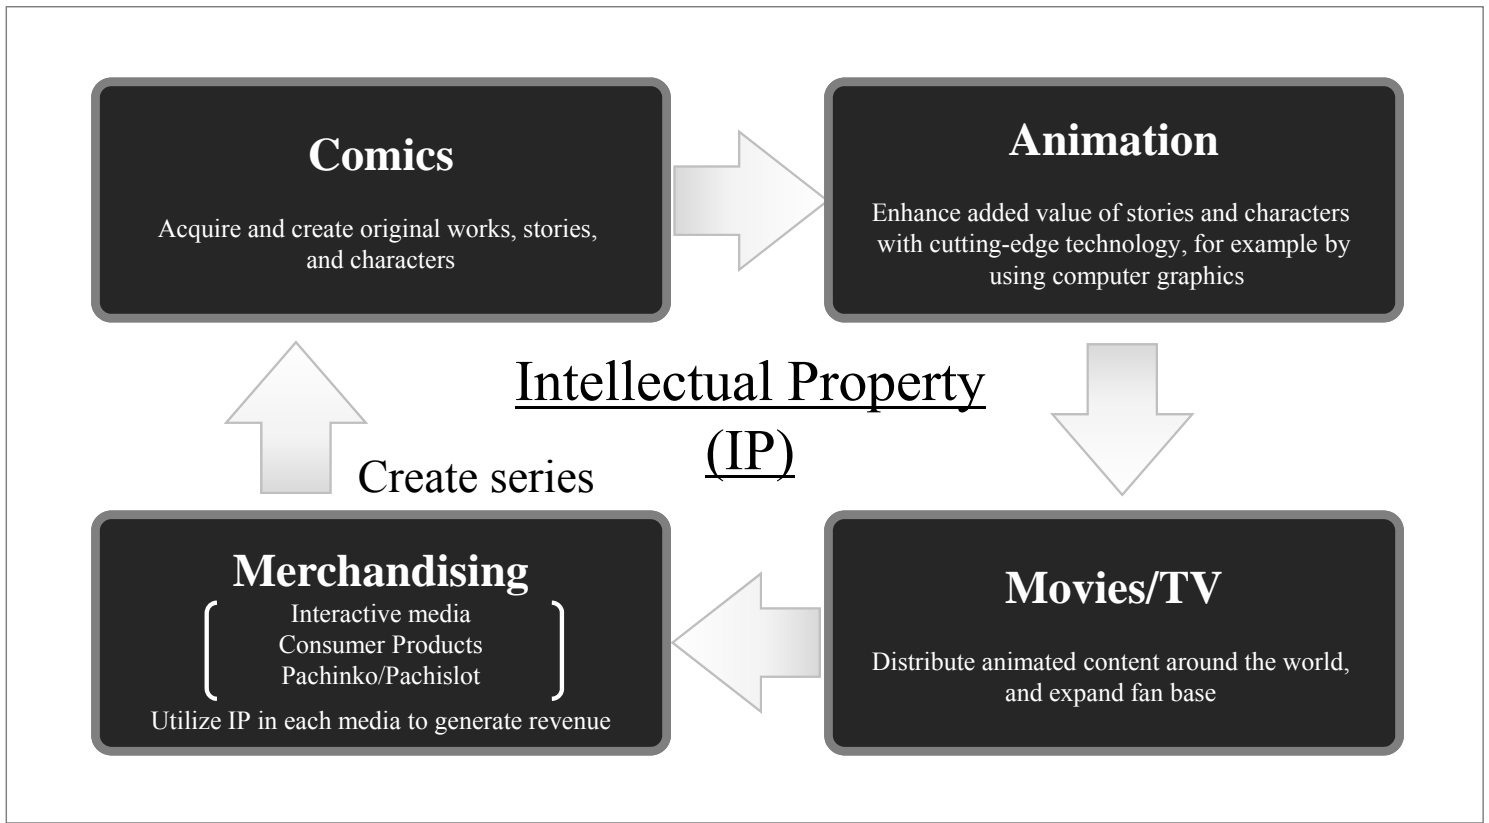 Comics
Acquire and create original works, stories,
and characters
Animation
Enhance added value of stories and characters
with cutting-edge technology, for example by
using computer graphics
Intellectual Property
(IP)
Create series
Merchandising
Interactive media
Consumer Products
Pachinko/Pachislot
Utilize IP in each media to generate revenue
Movies/TV
Distribute animated content around the world,
and expand fan base